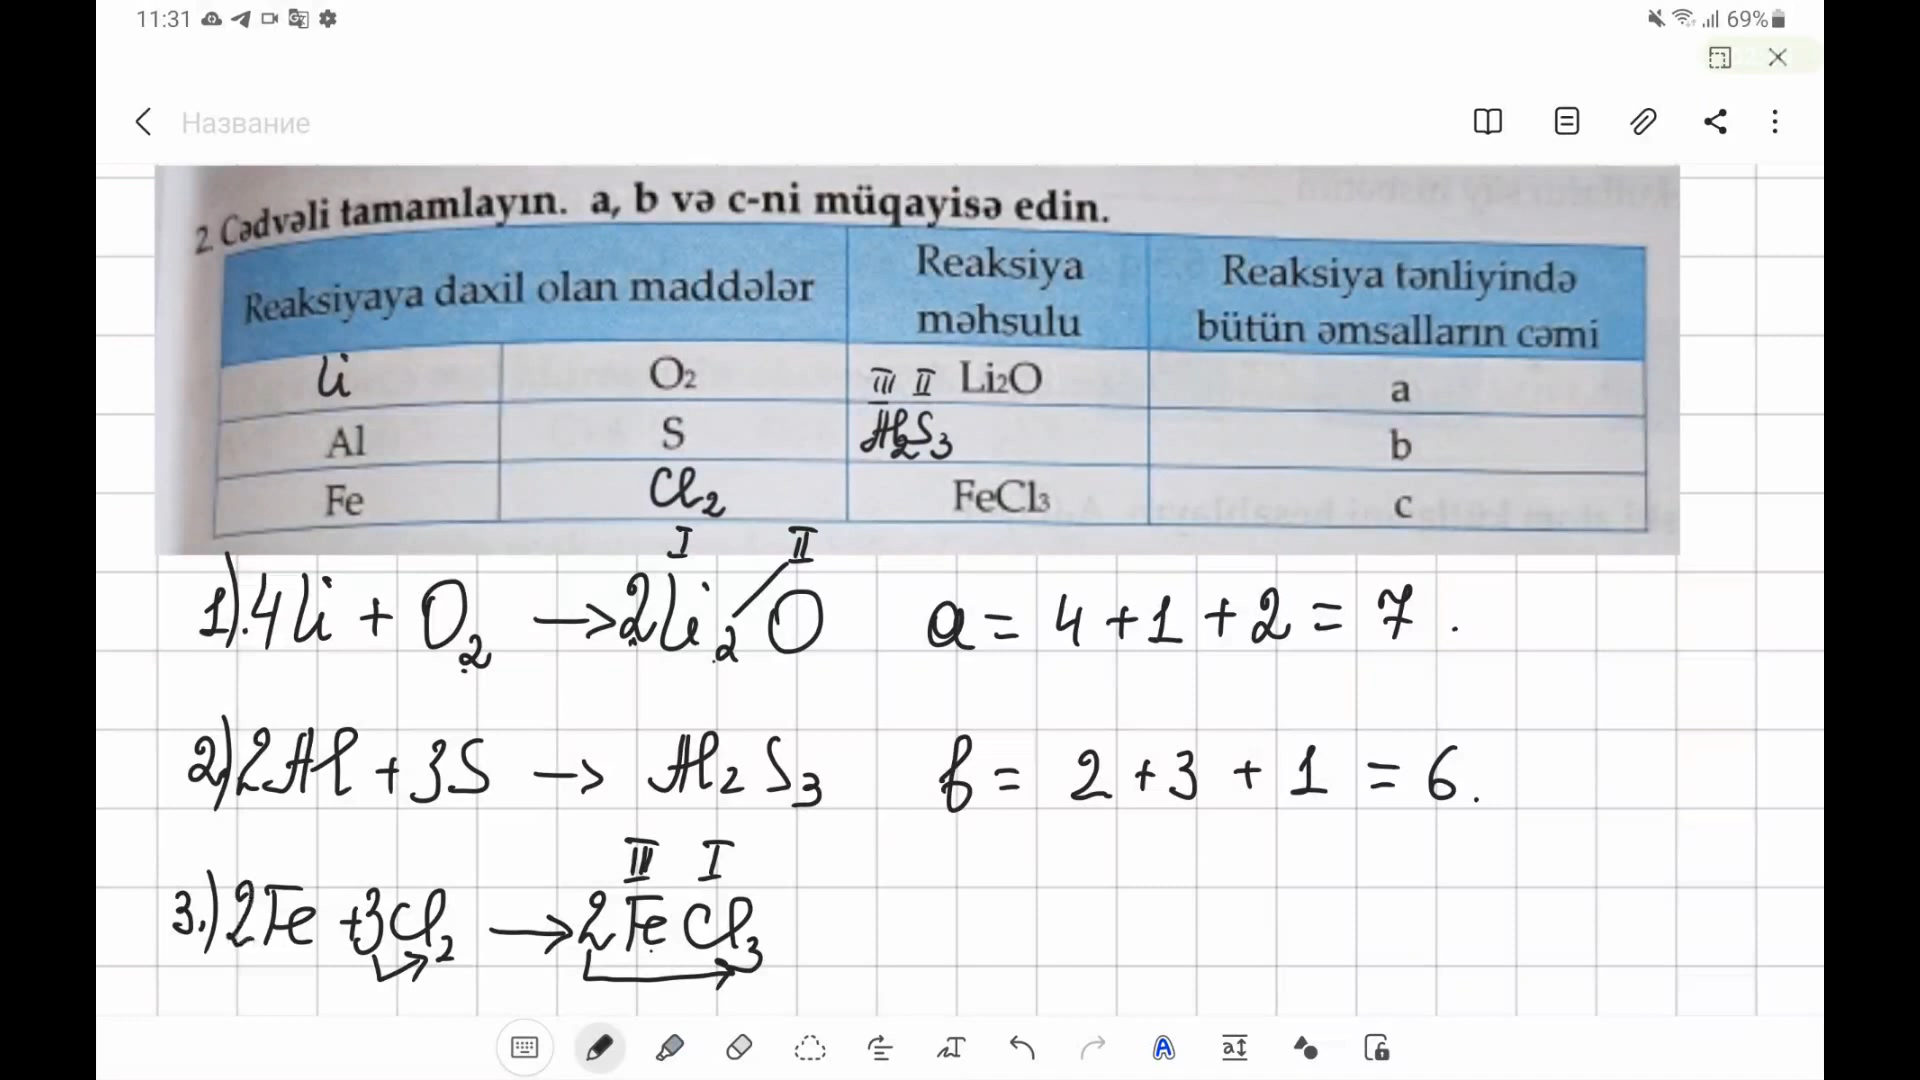 11:31
69%
Название
2. Cədvəli tamamlayın. a, b və c-ni müqayisə edin.
Reaksiyaya daxil olan maddələr Reaksiya məhsulu Reaksiya tənliyində bütün əmsalların cəmi
Li O₂ III II Li₂O a
Al S Al₂S₃ b
Fe Cl₂ FeCl₃ c
I II
1). 4Li + O₂ → 2Li₂O a = 4 + 1 + 2 = 7.
2) 2Al + 3S → Al₂S₃ b = 2 + 3 + 1 = 6.
III I
3.) 2Fe + 3Cl₂ → 2FeCl₃